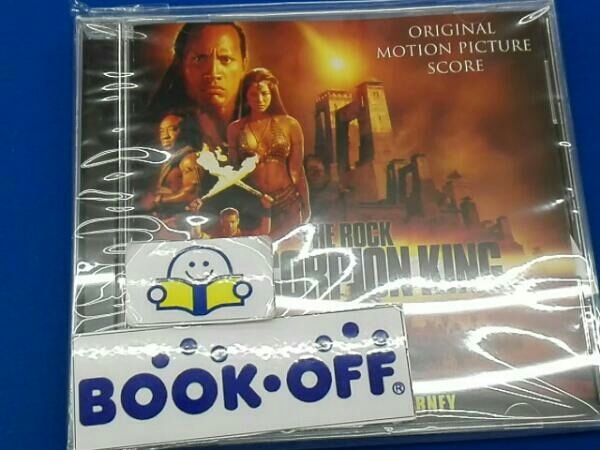 ORIGINAL
MOTION PICTURE
SCORE
THE ROCK
SCORPION KING
BOOK·OFF®